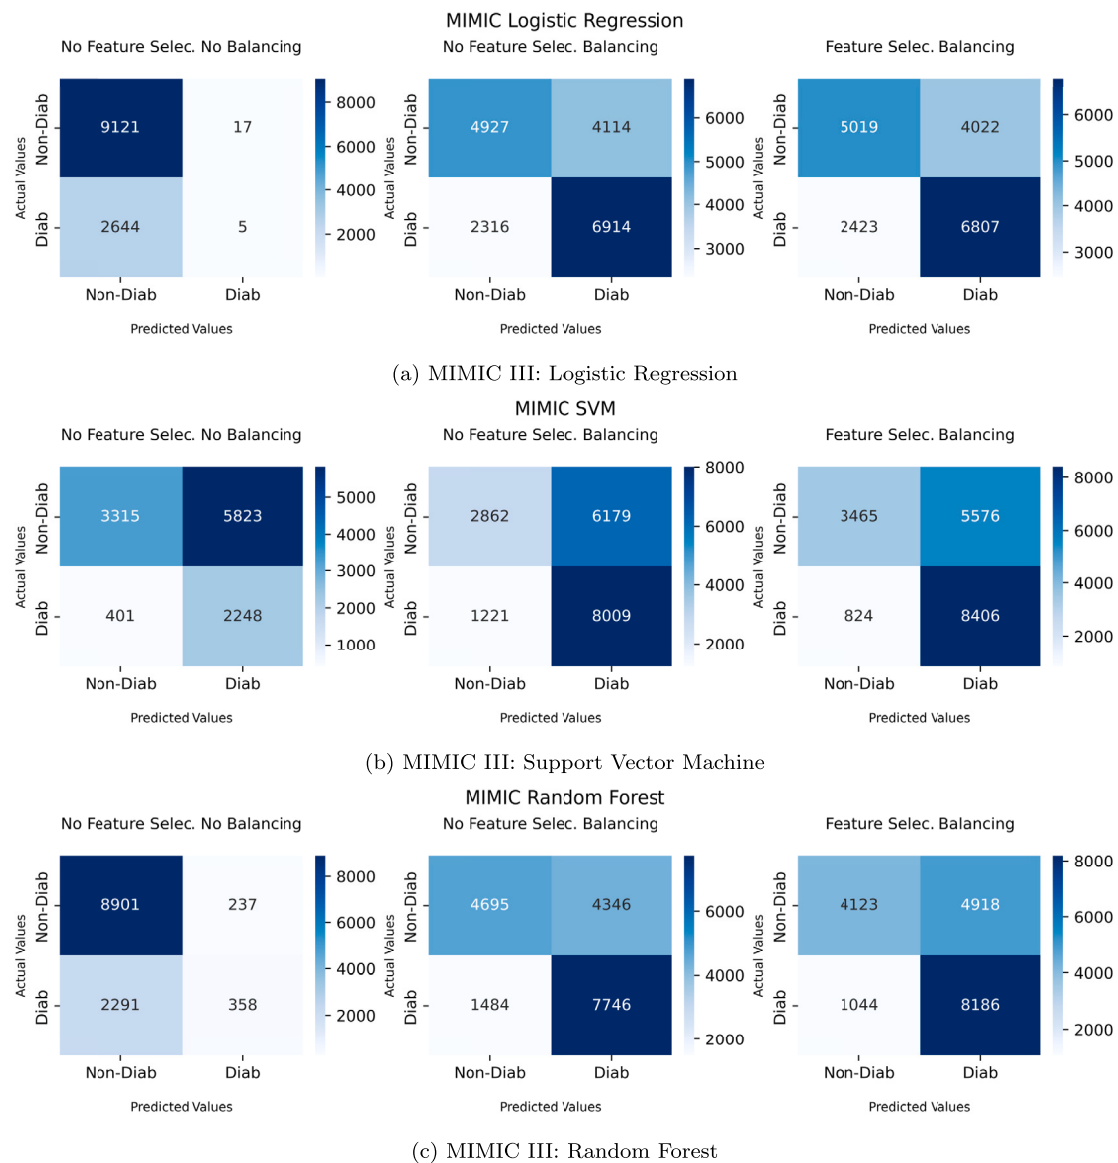 MIMIC Logistic Regression
No Feature Selec. No Balancing
No Feature Selec. Balancing
Feature Selec. Balancing
Actual Values
Non-Diab
Diab
9121
17
2644
5
8000
6000
4000
2000
Non-Diab
Diab
Predicted Values
Actual Values
Non-Diab
Diab
4927
4114
2316
6914
6000
5000
4000
3000
Non-Diab
Diab
Predicted Values
Actual Values
Non-Diab
Diab
5019
4022
2423
6807
6000
5000
4000
3000
Non-Diab
Diab
Predicted Values
(a) MIMIC III: Logistic Regression
MIMIC SVM
No Feature Selec. No Balancing
No Feature Selec. Balancing
Feature Selec. Balancing
Actual Values
Non-Diab
Diab
3315
5823
401
2248
5000
4000
3000
2000
1000
Non-Diab
Diab
Predicted Values
Actual Values
Non-Diab
Diab
2862
6179
1221
8009
8000
6000
4000
2000
Non-Diab
Diab
Predicted Values
Actual Values
Non-Diab
Diab
3465
5576
824
8406
8000
6000
4000
2000
Non-Diab
Diab
Predicted Values
(b) MIMIC III: Support Vector Machine
MIMIC Random Forest
No Feature Selec. No Balancing
No Feature Selec. Balancing
Feature Selec. Balancing
Actual Values
Non-Diab
Diab
8901
237
2291
358
8000
6000
4000
2000
Non-Diab
Diab
Predicted Values
Actual Values
Non-Diab
Diab
4695
4346
1484
7746
6000
4000
2000
Non-Diab
Diab
Predicted Values
Actual Values
Non-Diab
Diab
4123
4918
1044
8186
8000
6000
4000
2000
Non-Diab
Diab
Predicted Values
(c) MIMIC III: Random Forest